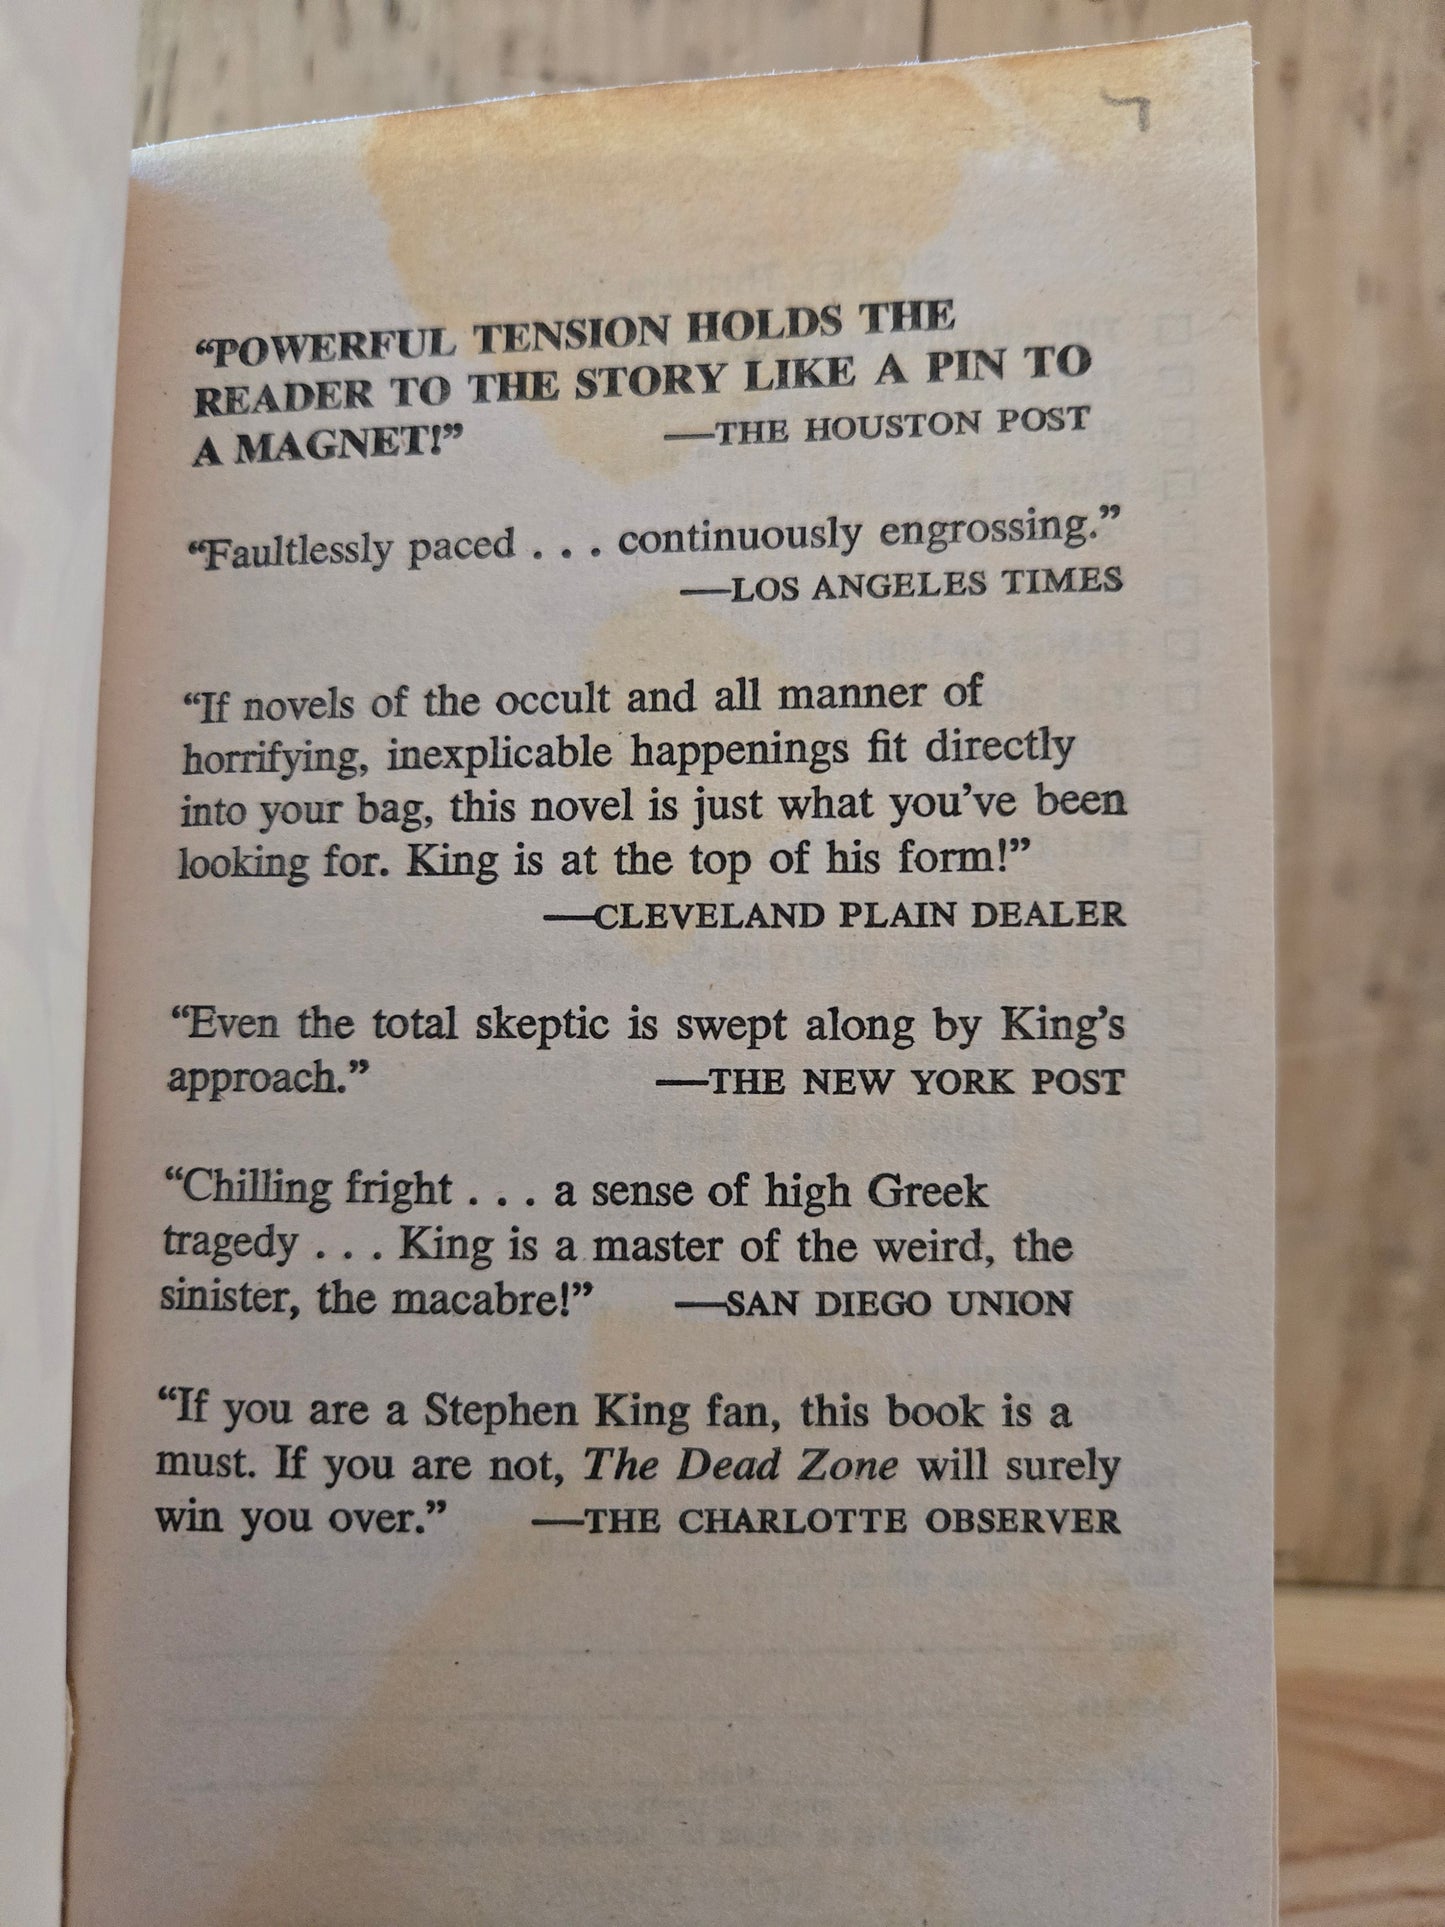 7
“POWERFUL TENSION HOLDS THE
READER TO THE STORY LIKE A PIN TO
A MAGNET!” —THE HOUSTON POST
“Faultlessly paced . . . continuously engrossing.”
—LOS ANGELES TIMES
“If novels of the occult and all manner of
horrifying, inexplicable happenings fit directly
into your bag, this novel is just what you’ve been
looking for. King is at the top of his form!”
—CLEVELAND PLAIN DEALER
“Even the total skeptic is swept along by King’s
approach.” —THE NEW YORK POST
“Chilling fright . . . a sense of high Greek
tragedy . . . King is a master of the weird, the
sinister, the macabre!” —SAN DIEGO UNION
“If you are a Stephen King fan, this book is a
must. If you are not, The Dead Zone will surely
win you over.” —THE CHARLOTTE OBSERVER